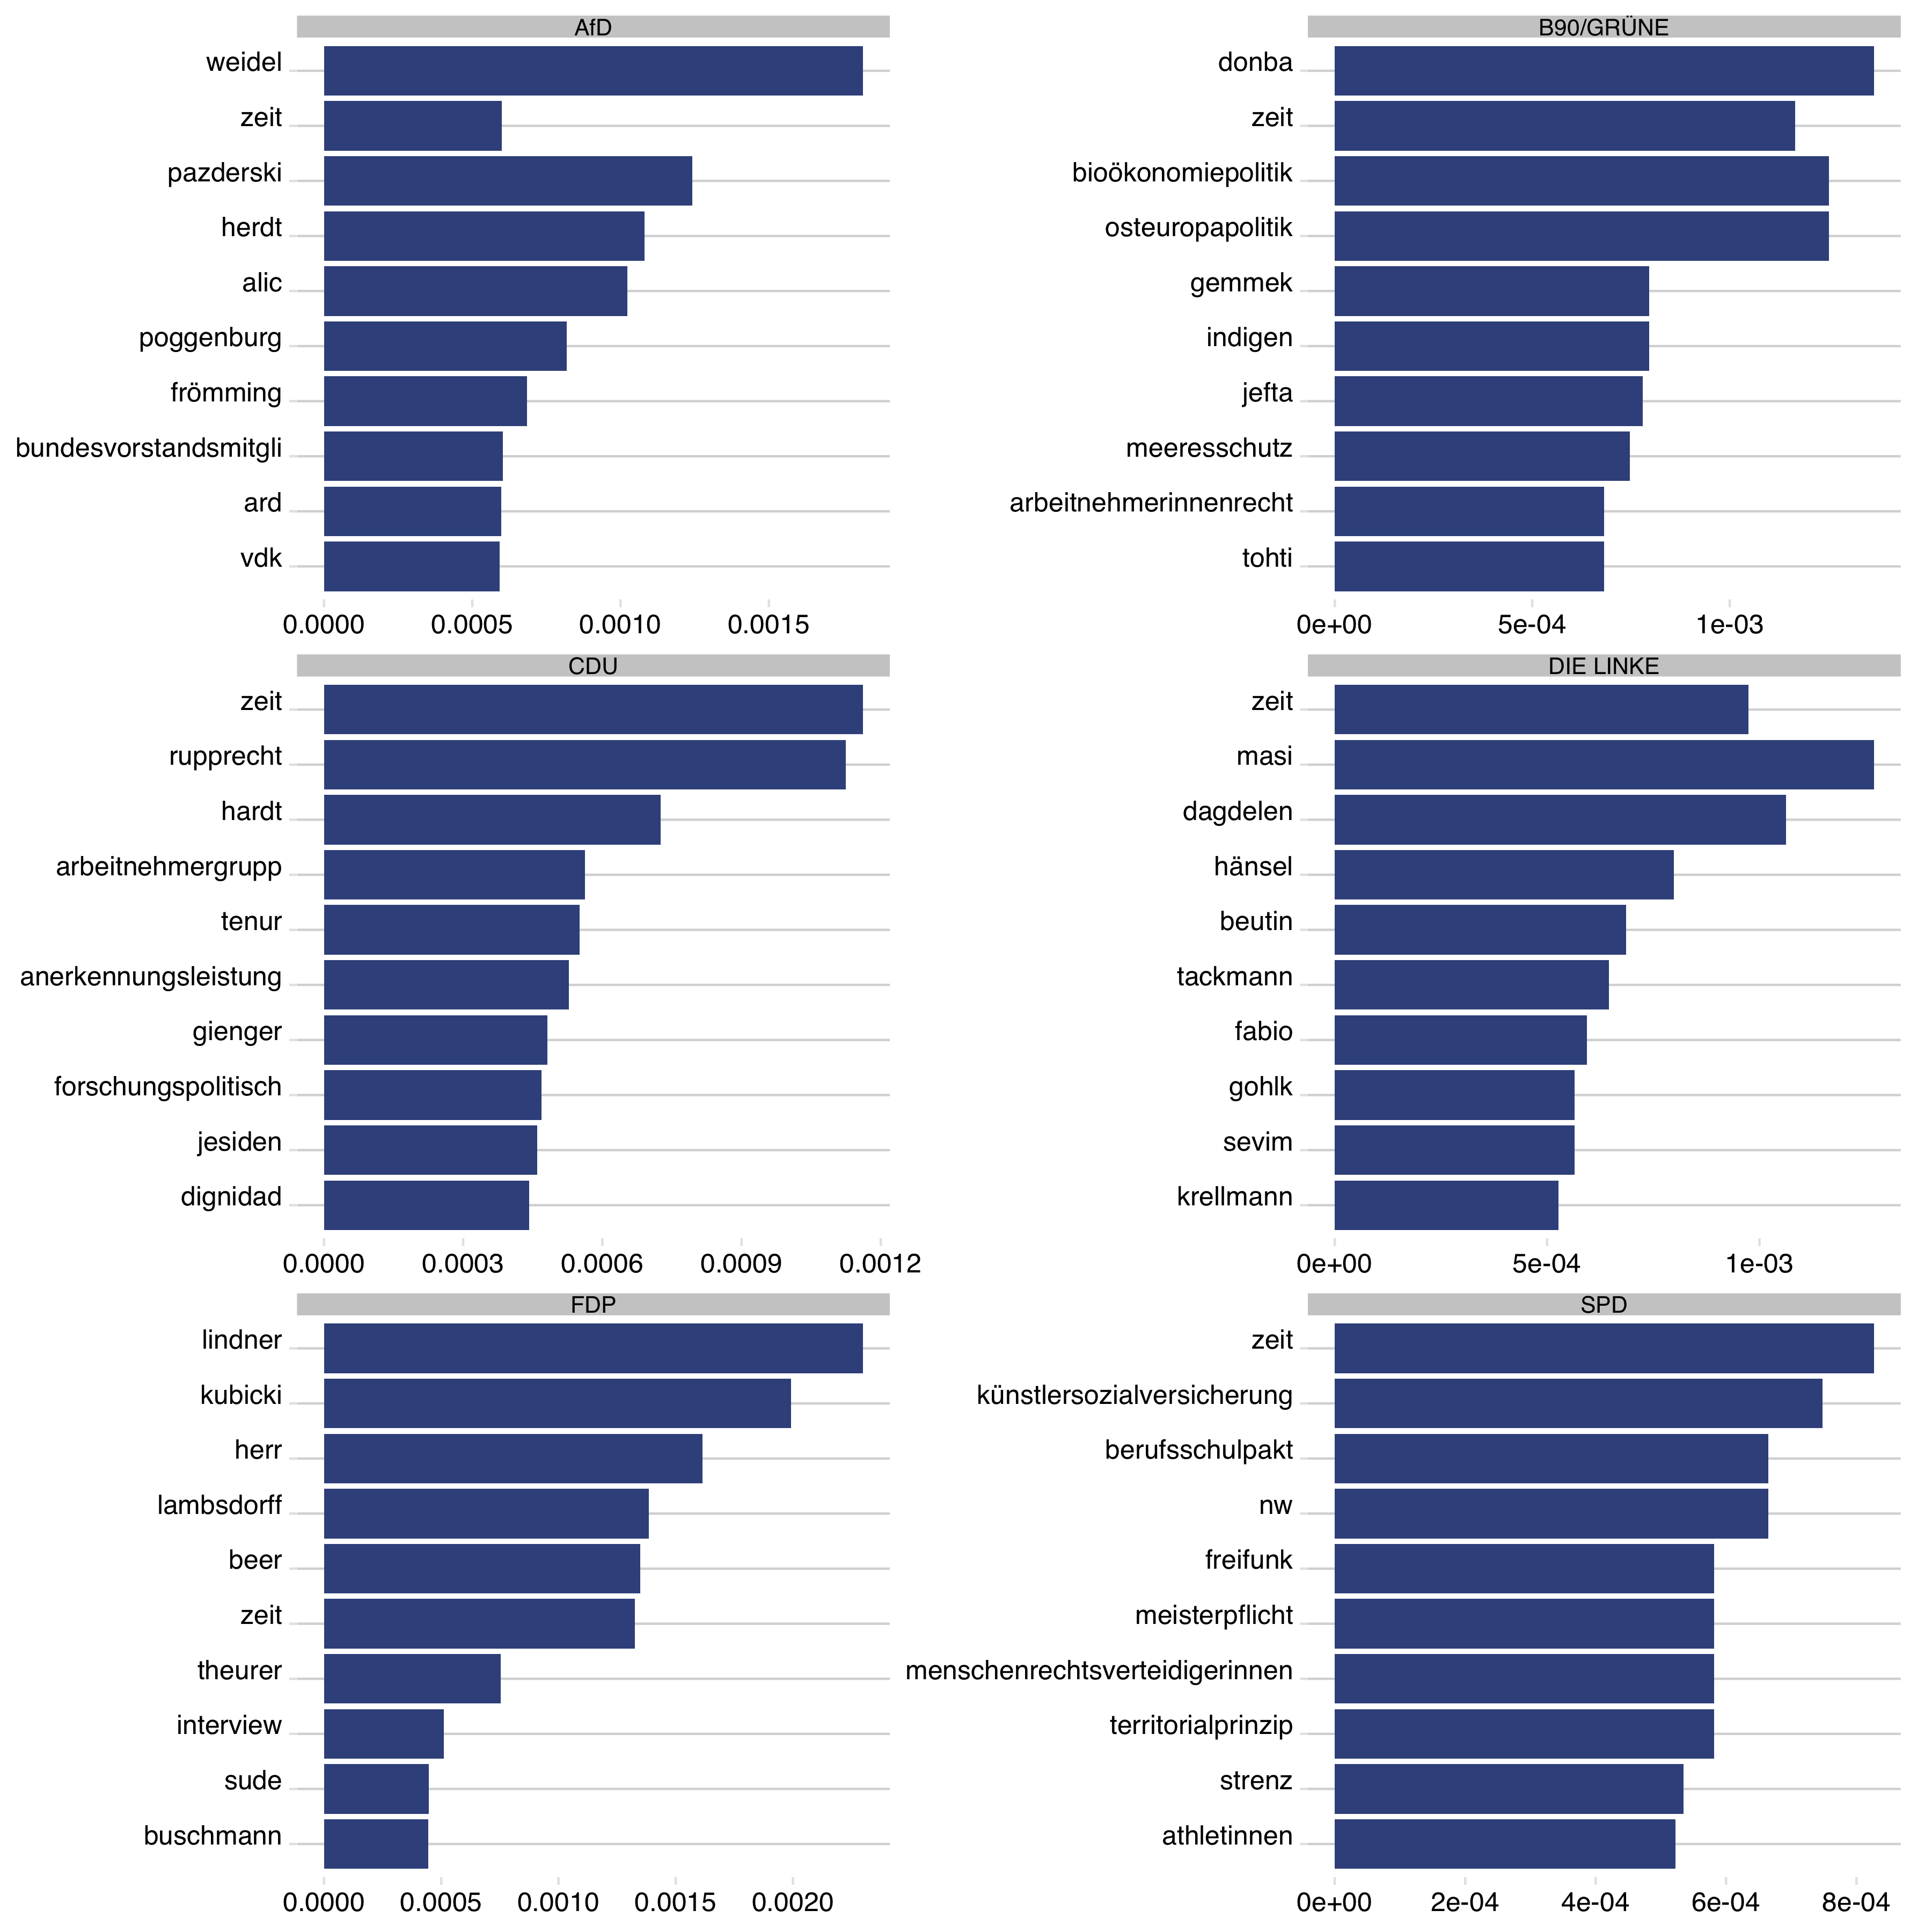 AfD
weidel
zeit
pazderski
herdt
alic
poggenburg
frömming
bundesvorstandsmitgli
ard
vdk
0.0000 0.0005 0.0010 0.0015
B90/GRÜNE
donba
zeit
bioökonomiepolitik
osteuropapolitik
gemmek
indigen
jefta
meeresschutz
arbeitnehmerinnenrecht
tohti
0e+00 5e-04 1e-03
CDU
zeit
rupprecht
hardt
arbeitnehmergrupp
tenur
anerkennungsleistung
gienger
forschungspolitisch
jesiden
dignidad
0.0000 0.0003 0.0006 0.0009 0.0012
DIE LINKE
zeit
masi
dagdelen
hänsel
beutin
tackmann
fabio
gohlk
sevim
krellmann
0e+00 5e-04 1e-03
FDP
lindner
kubicki
herr
lambsdorff
beer
zeit
theurer
interview
sude
buschmann
0.0000 0.0005 0.0010 0.0015 0.0020
SPD
zeit
künstlersozialversicherung
berufsschulpakt
nw
freifunk
meisterpflicht
menschenrechtsverteidigerinnen
territorialprinzip
strenz
athletinnen
0e+00 2e-04 4e-04 6e-04 8e-04